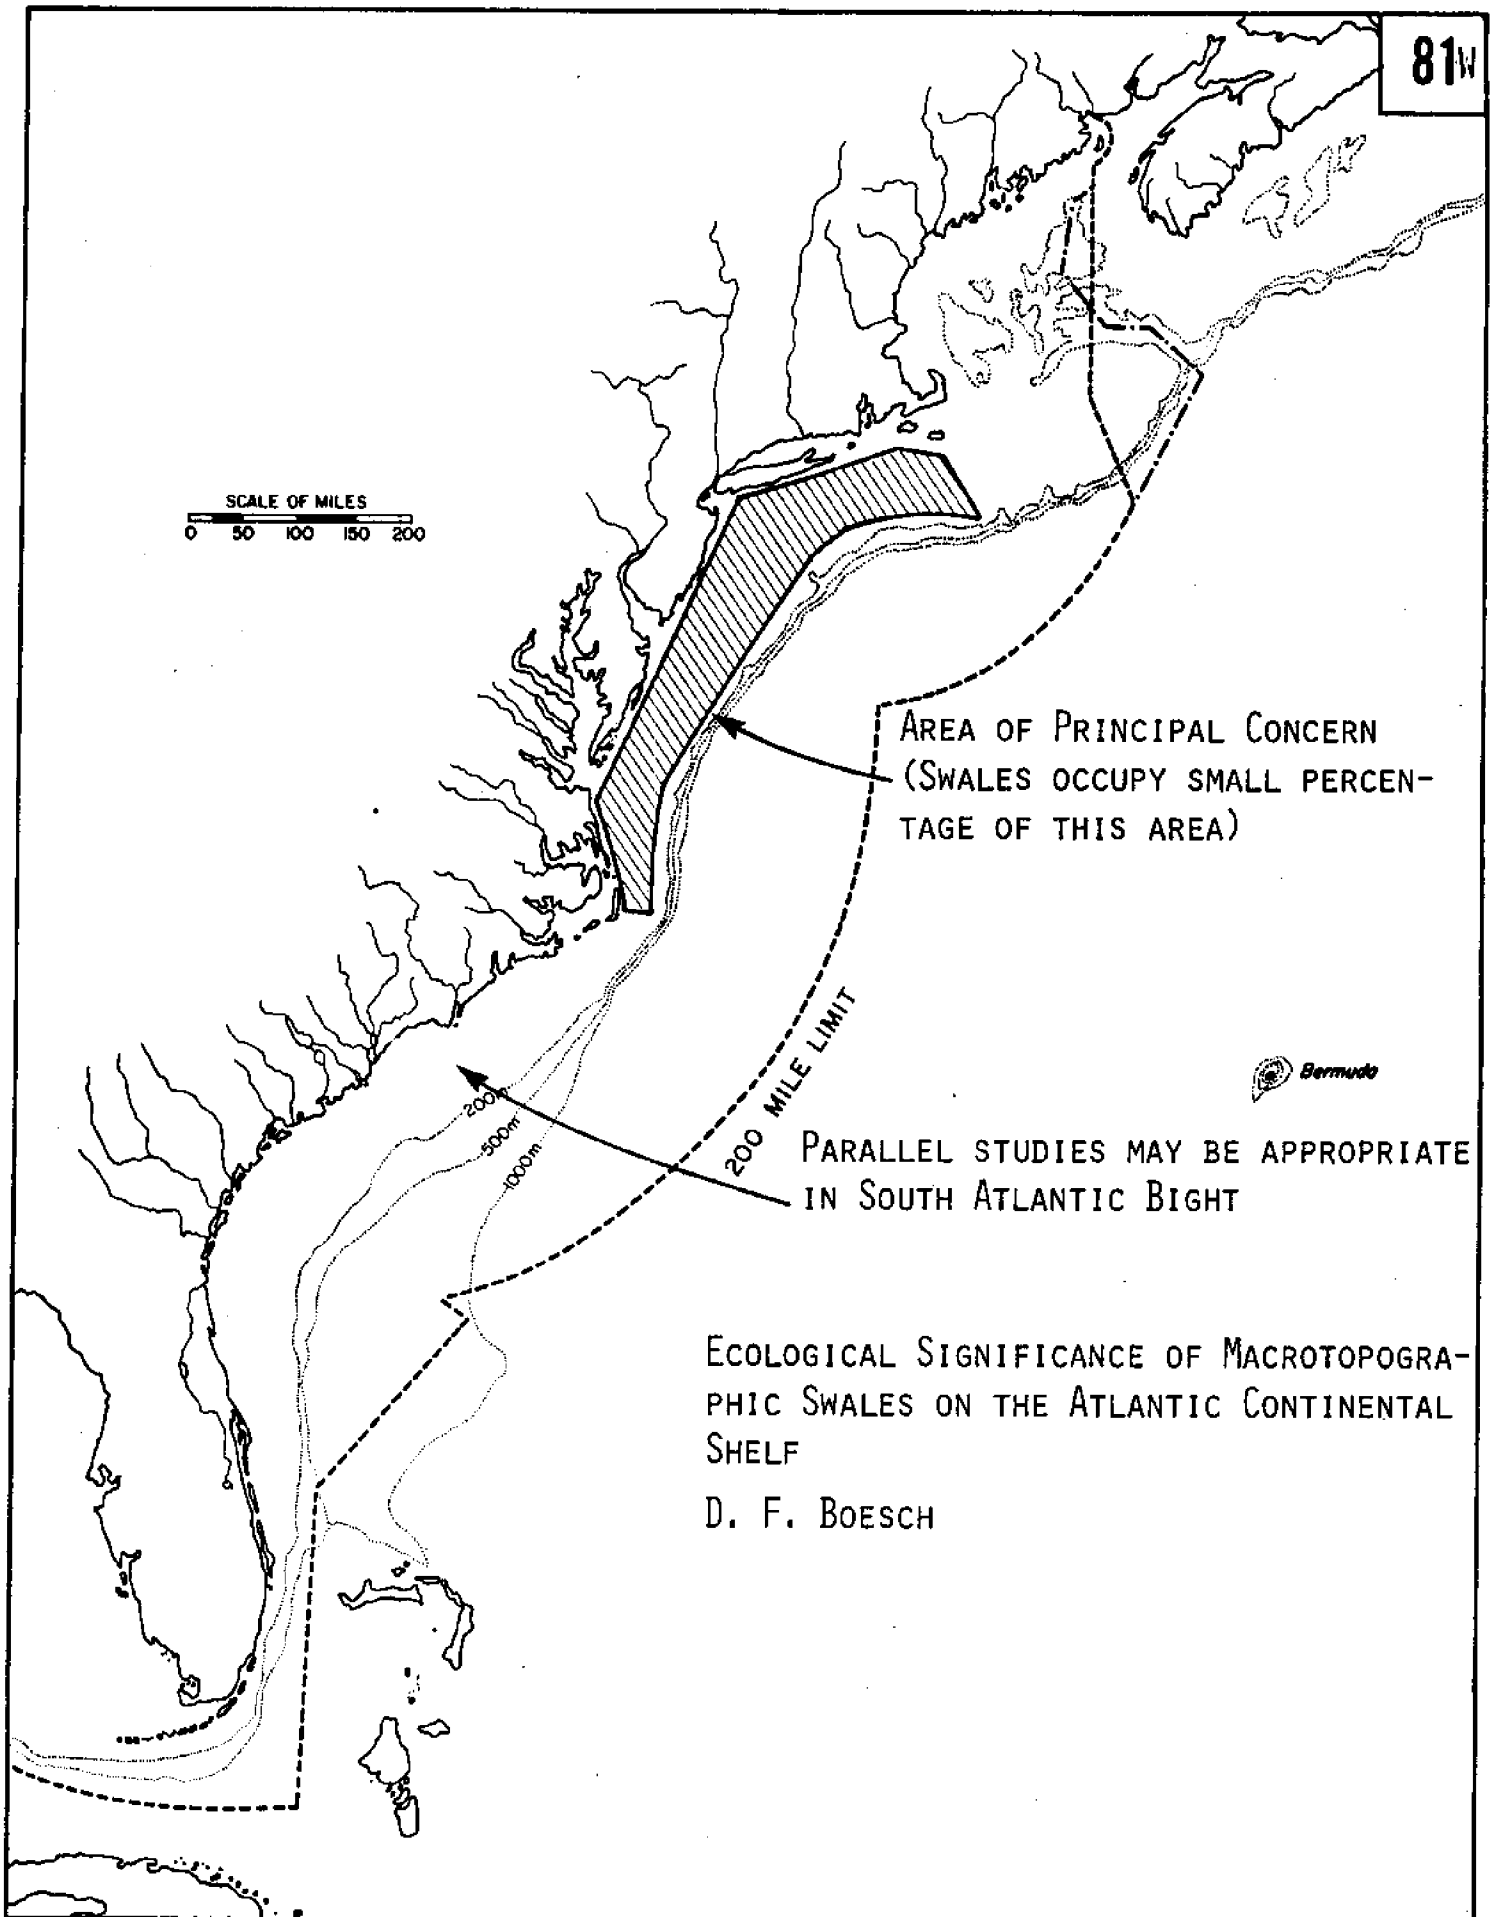 81W
SCALE OF MILES
0 50 100 150 200
AREA OF PRINCIPAL CONCERN
(SWALES OCCUPY SMALL PERCEN-
TAGE OF THIS AREA)
200 MILE LIMIT
Bermuda
200m
500m
1000m
PARALLEL STUDIES MAY BE APPROPRIATE
IN SOUTH ATLANTIC BIGHT
ECOLOGICAL SIGNIFICANCE OF MACROTOPOGRA-
PHIC SWALES ON THE ATLANTIC CONTINENTAL
SHELF
D. F. BOESCH